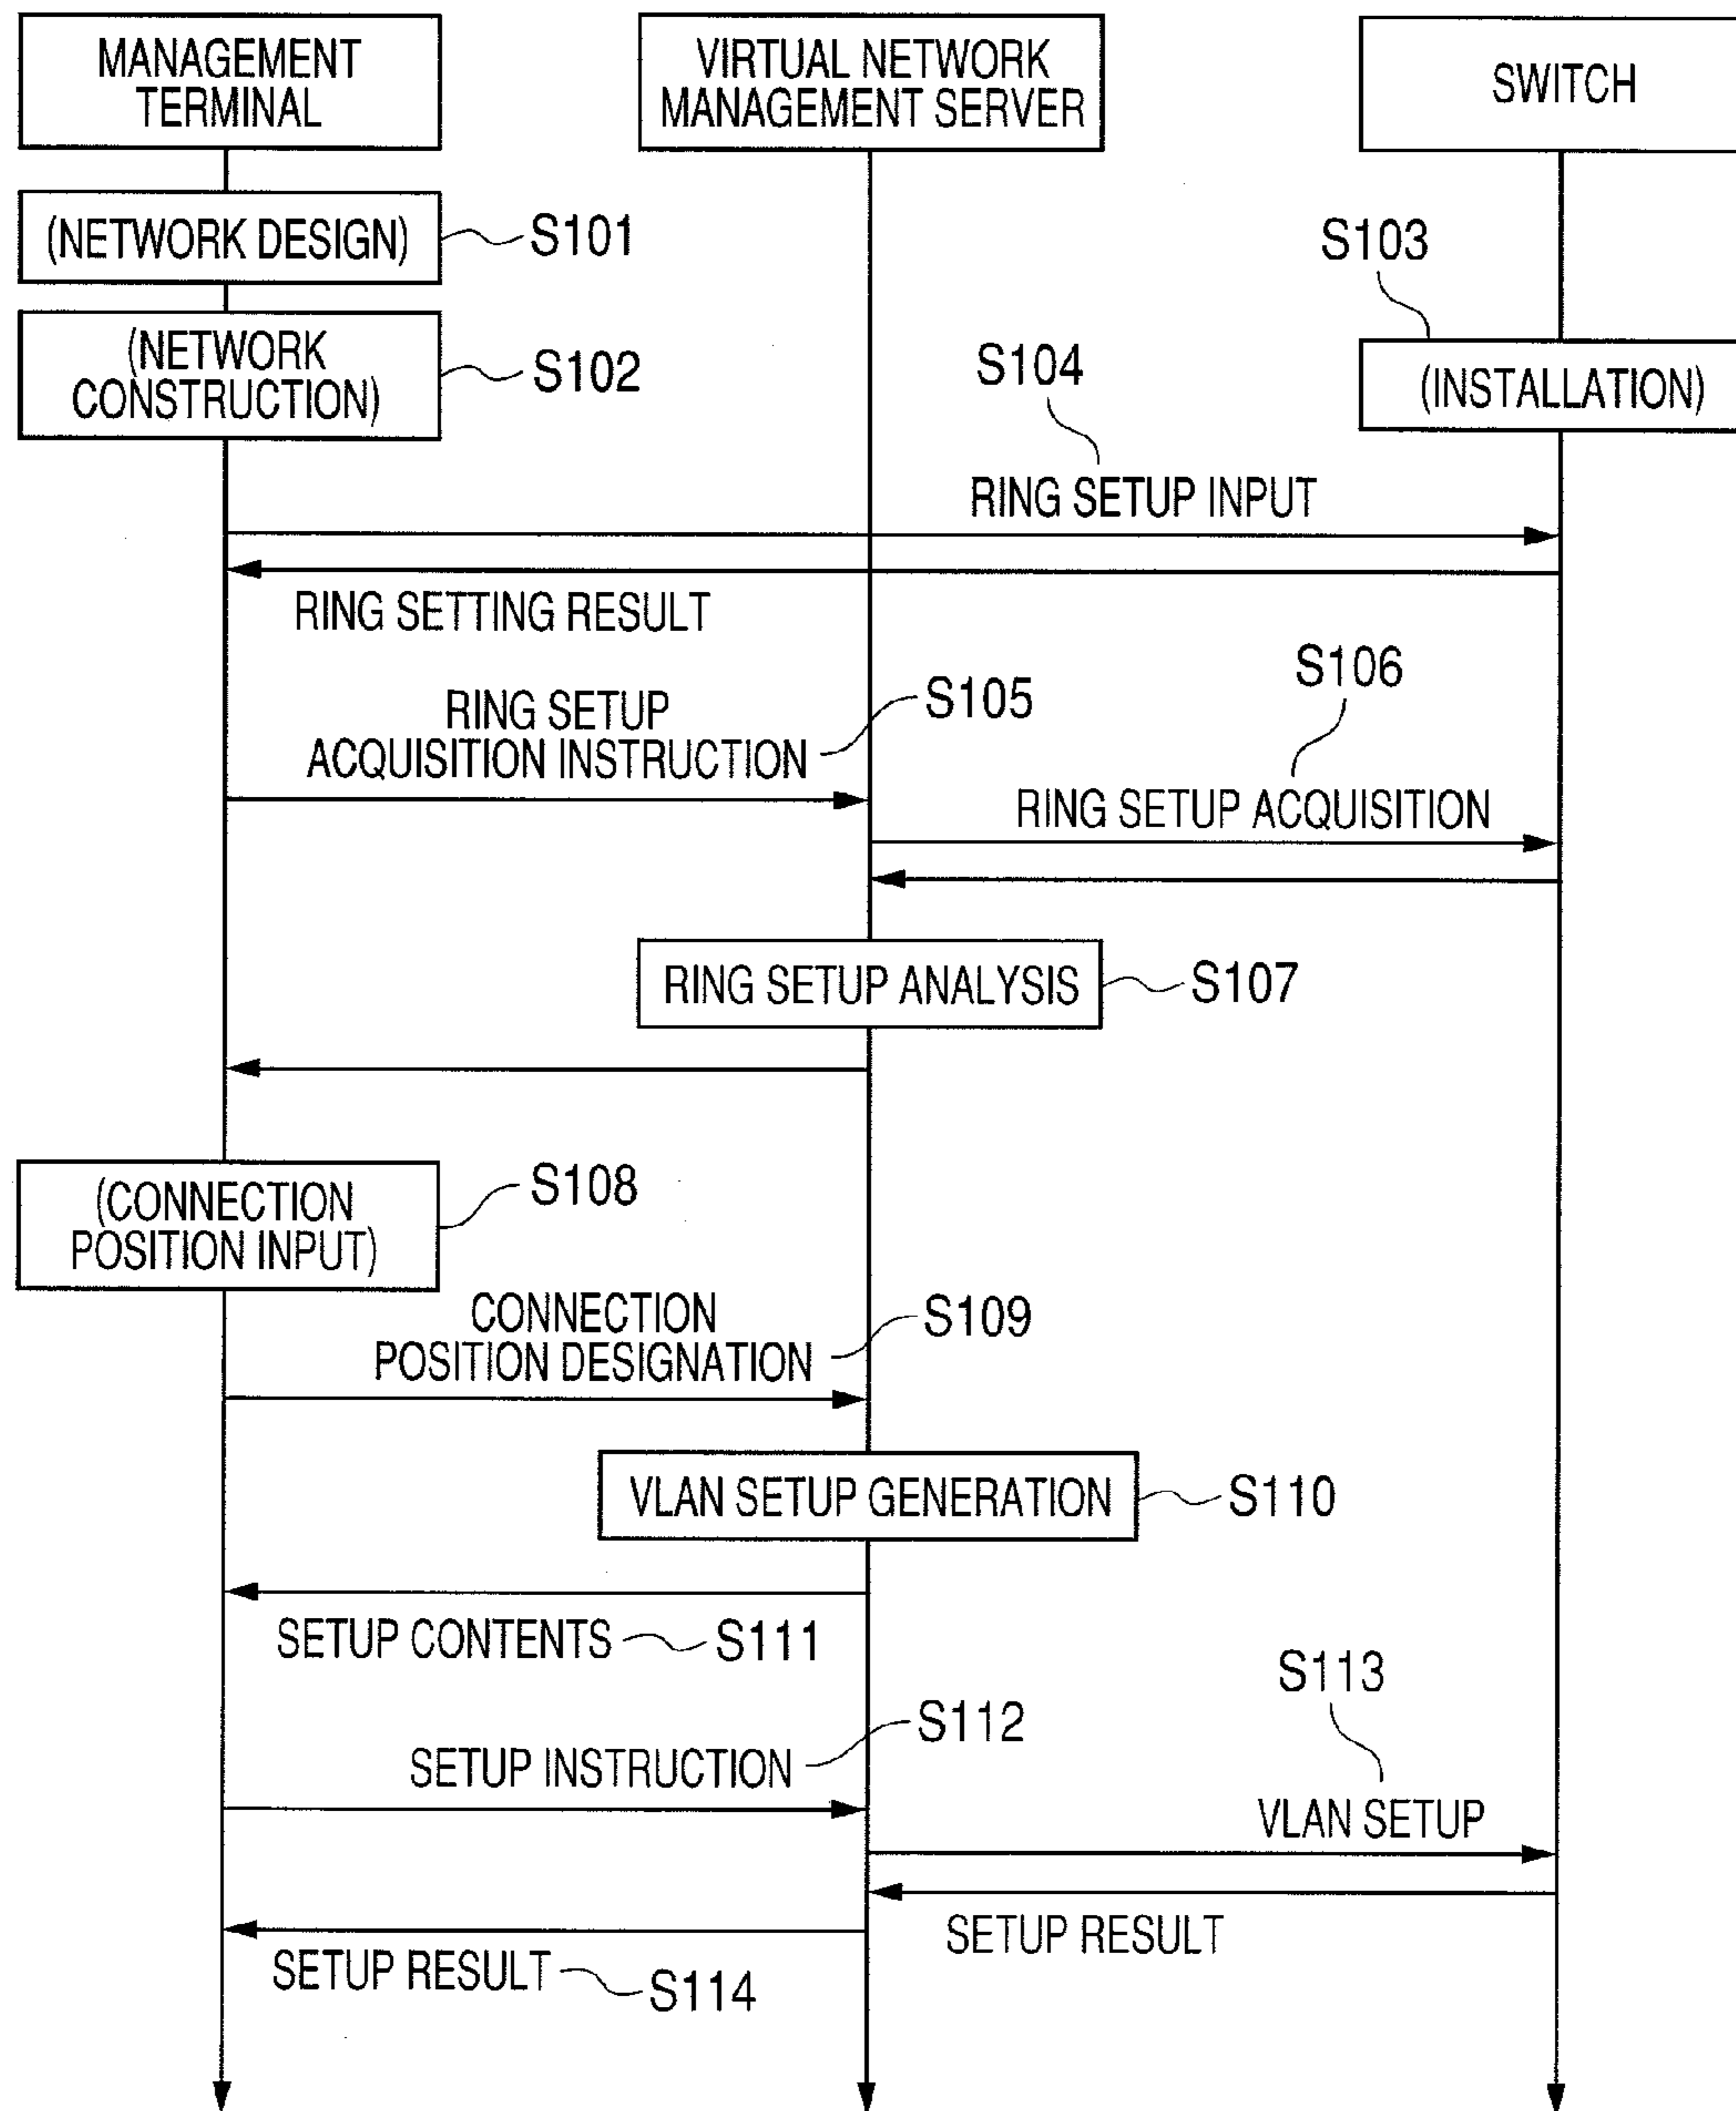 MANAGEMENT
TERMINAL
VIRTUAL NETWORK
MANAGEMENT SERVER
SWITCH
(NETWORK DESIGN)
S101
S103
(NETWORK
CONSTRUCTION)
S102
S104
(INSTALLATION)
RING SETUP INPUT
RING SETTING RESULT
S106
RING SETUP
ACQUISITION INSTRUCTION
S105
RING SETUP ACQUISITION
RING SETUP ANALYSIS
S107
(CONNECTION
POSITION INPUT)
S108
CONNECTION
POSITION DESIGNATION
S109
VLAN SETUP GENERATION
S110
SETUP CONTENTS
S111
S113
S112
SETUP INSTRUCTION
VLAN SETUP
SETUP RESULT
SETUP RESULT
S114